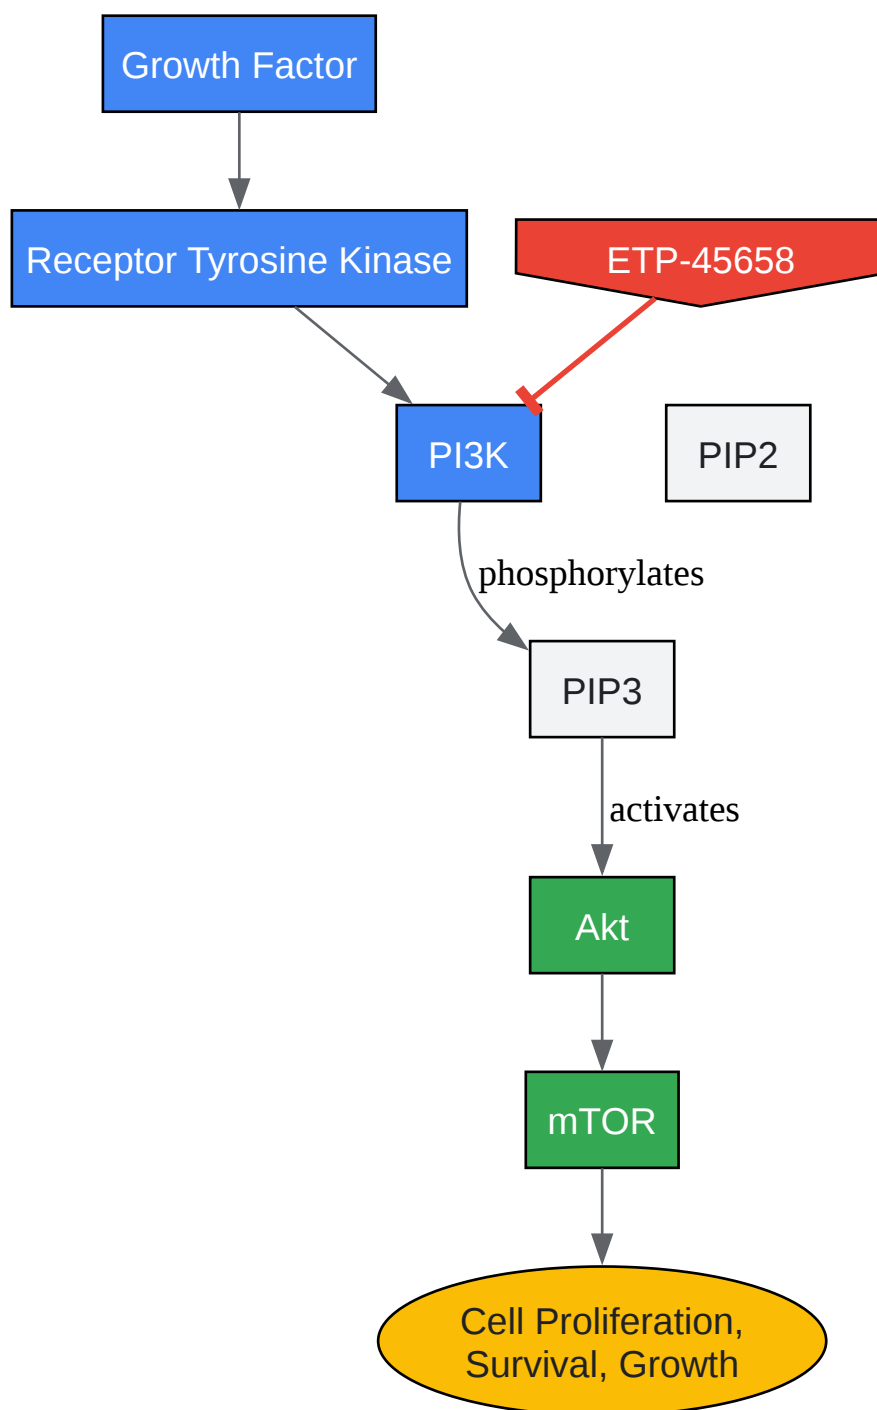 Growth Factor
Receptor Tyrosine Kinase
ETP-45658
PI3K
PIP2
phosphorylates
PIP3
activates
Akt
mTOR
Cell Proliferation,
Survival, Growth